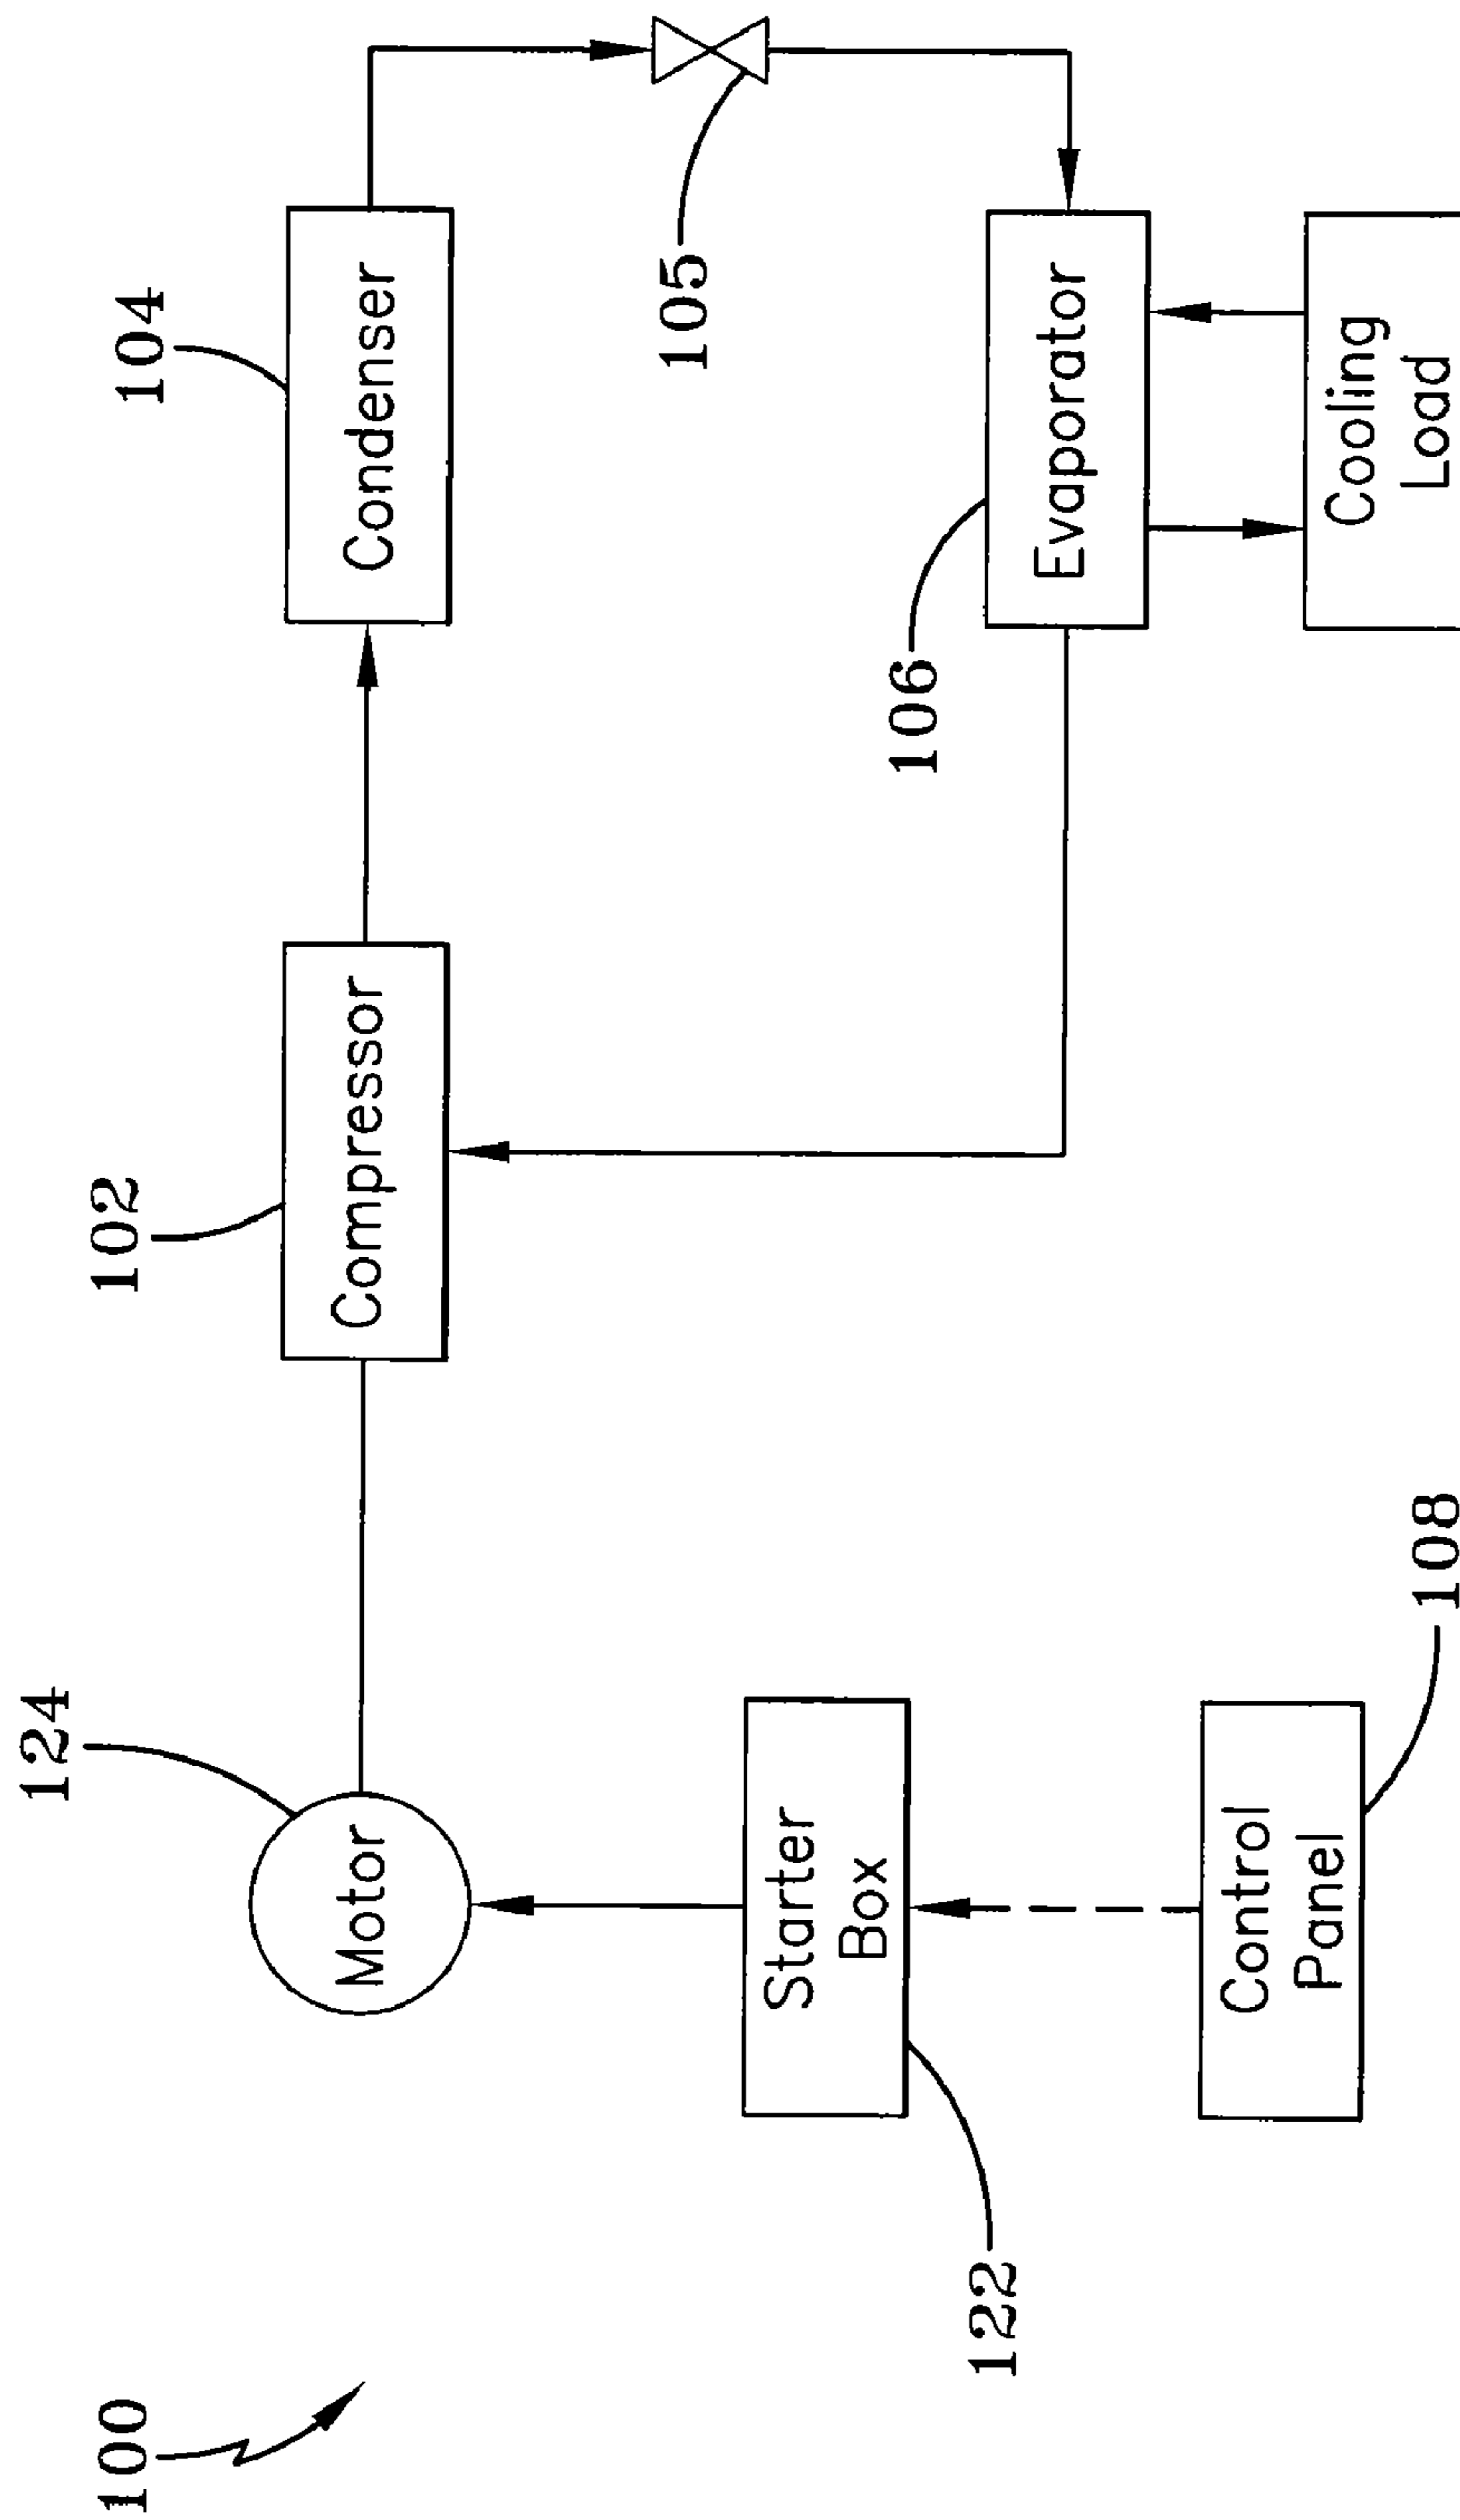 100
124
Motor
102
Compressor
104
Condenser
105
122
Starter
Box
106
Evaporator
108
Control
Panel
Cooling
Load